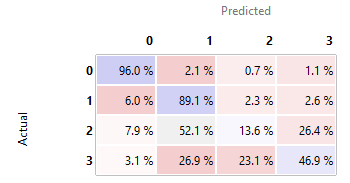 Predicted
0 1 2 3
0 96.0 % 2.1 % 0.7 % 1.1 %
1 6.0 % 89.1 % 2.3 % 2.6 %
2 7.9 % 52.1 % 13.6 % 26.4 %
3 3.1 % 26.9 % 23.1 % 46.9 %
Actual